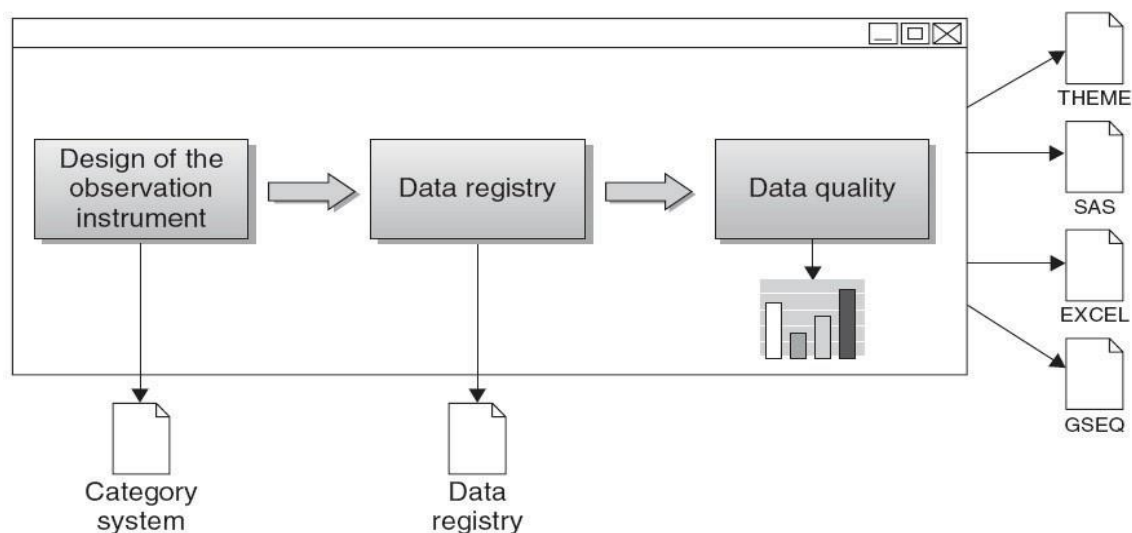 Design of the
observation
instrument
Data registry
Data quality
THEME
SAS
EXCEL
GSEQ
Category
system
Data
registry